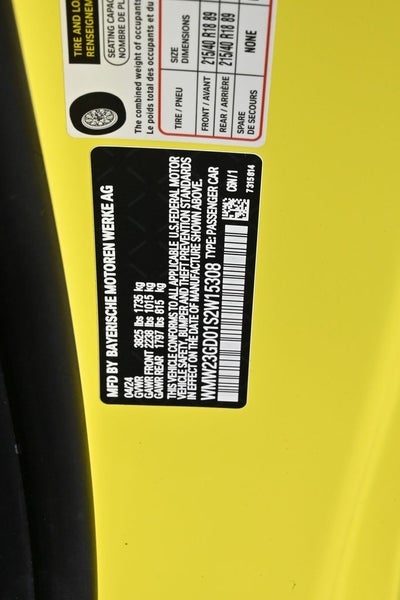 TIRE AND LO
RENSEIGNEM
SEATING CAPAC
NOMBRE DE PL
The combined weight of occupants
Le poids total des occupants et du
SIZE
DIMENSIONS
TIRE / PNEU
FRONT / AVANT
215/40 R18 89
REAR / ARRIÈRE
215/40 R18 89
SPARE
DE SECOURS
NONE
MFD BY BAYERISCHE MOTOREN WERKE AG
04/24
GVWR 3825 lbs 1735 kg
GAWR FRONT 2238 lbs 1015 kg
GAWR REAR 1797 lbs 815 kg
THIS VEHICLE CONFORMS TO ALL APPLICABLE U.S.FEDERAL MOTOR
VEHICLE SAFETY, BUMPER AND THEFT PREVENTION STANDARDS
IN EFFECT ON THE DATE OF MANUFACTURE SHOWN ABOVE.
WMW23GD01S2W15308 TYPE: PASSENGER CAR
CGN/1
7315814